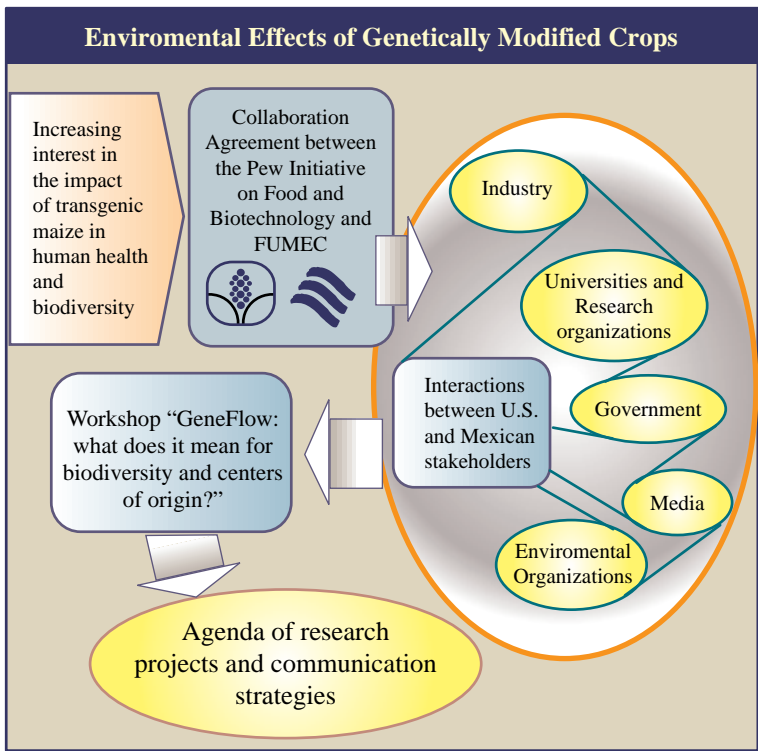 Enviromental Effects of Genetically Modified Crops
Increasing
interest in
the impact
of transgenic
maize in
human health
and
biodiversity
Collaboration
Agreement between
the Pew Initiative
on Food and
Biotechnology and
FUMEC
Industry
Universities and
Research
organizations
Government
Media
Enviromental
Organizations
Interactions
between U.S.
and Mexican
stakeholders
Workshop “GeneFlow:
what does it mean for
biodiversity and centers
of origin?”
Agenda of research
projects and communication
strategies